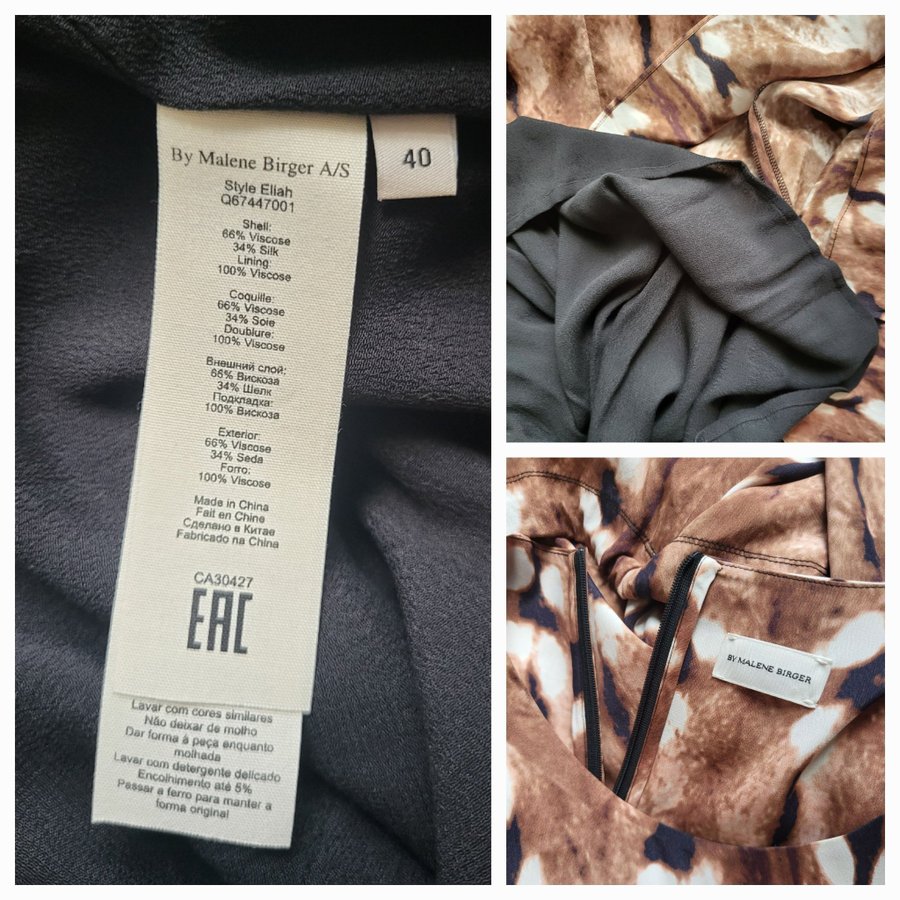 By Malene Birger A/S
40
Style Eliah
Q67447001
Shell:
66% Viscose
34% Silk
Lining:
100% Viscose
Coquille:
66% Viscose
34% Soie
Doublure:
100% Viscose
Внешний слой:
66% Вискоза
34% Шелк
Подкладка:
100% Вискоза
Exterior:
66% Viscose
34% Seda
Forro:
100% Viscose
Made in China
Fait en Chine
Сделано в Китае
Fabricado na China
CA30427
EAC
Lavar com cores similares
Não deixar de molho
Dar forma à peça enquanto
molhada
Lavar com detergente delicado
Encolhimento até 5%
Passar a ferro para manter a
forma original
BY MALENE BIRGER